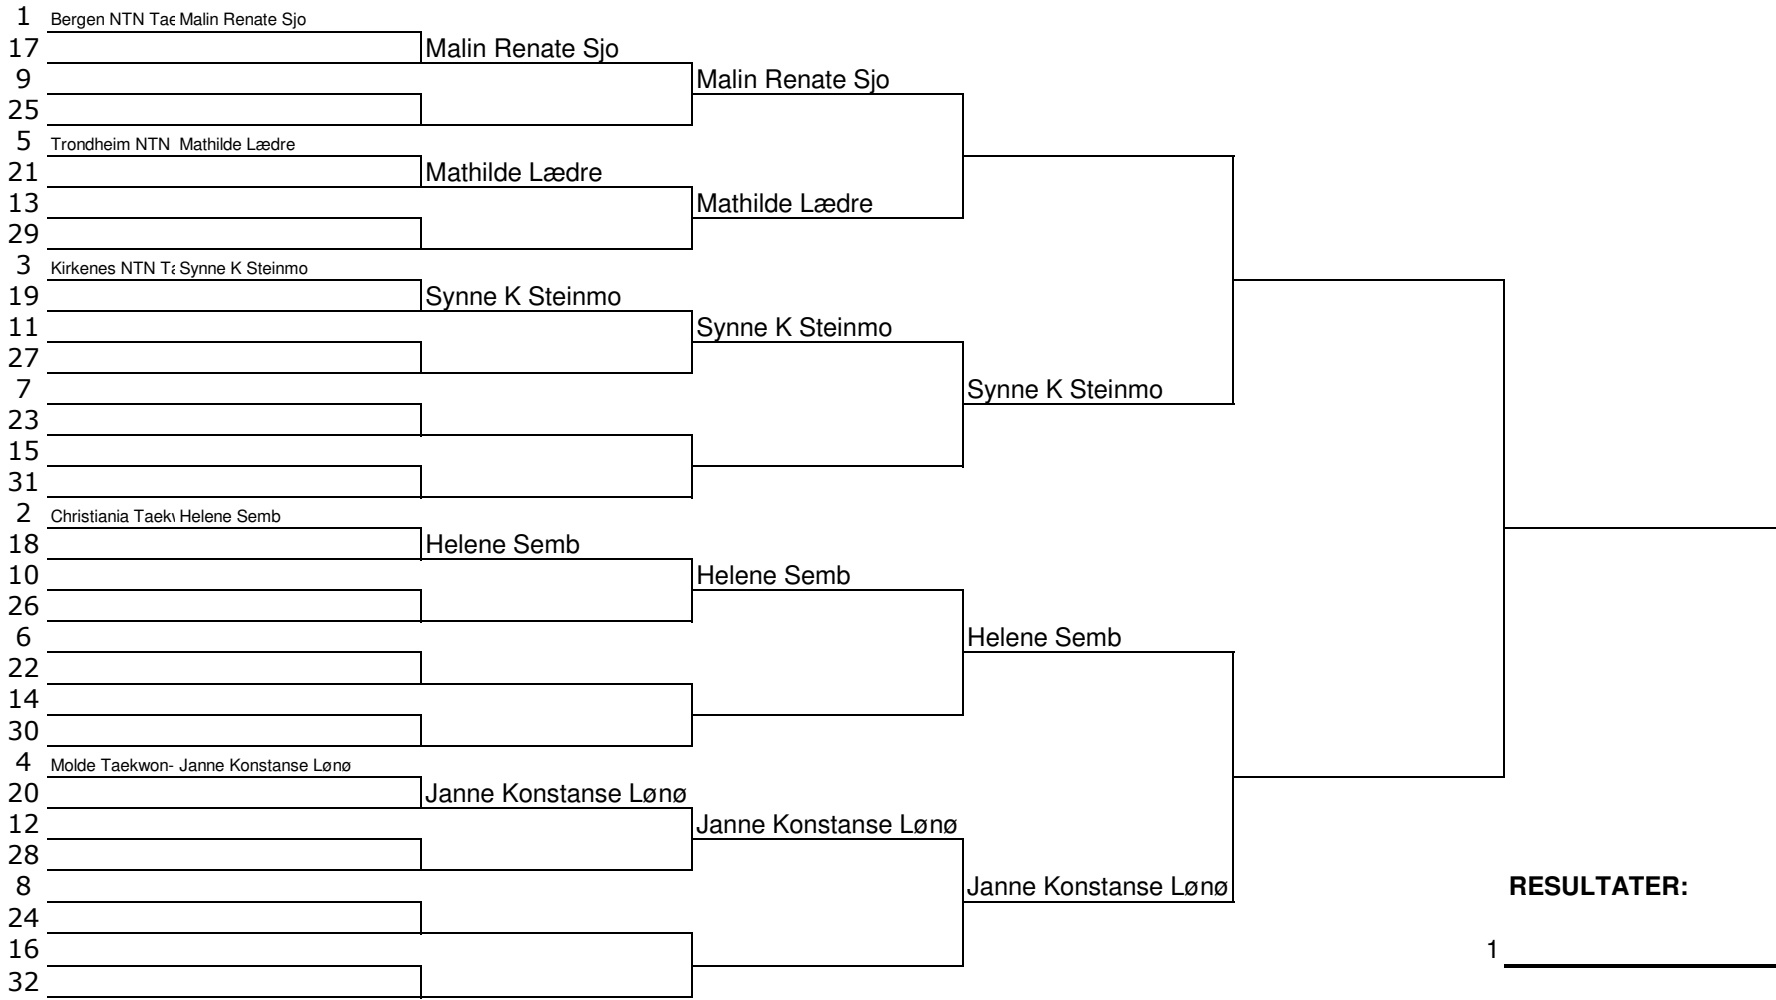 1 Bergen NTN Tae Malin Renate Sjo
17 Malin Renate Sjo
9 Malin Renate Sjo
25
5 Trondheim NTN Mathilde Lædre
21 Mathilde Lædre
13 Mathilde Lædre
29
3 Kirkenes NTN Ta Synne K Steinmo
19 Synne K Steinmo
11 Synne K Steinmo
27
7 Synne K Steinmo
23
15
31
2 Christiania Taekv Helene Semb
18 Helene Semb
10 Helene Semb
26
6 Helene Semb
22
14
30
4 Molde Taekwon- Janne Konstanse Lønø
20 Janne Konstanse Lønø
12 Janne Konstanse Lønø
28
8 Janne Konstanse Lønø RESULTATER:
24
16 1
32